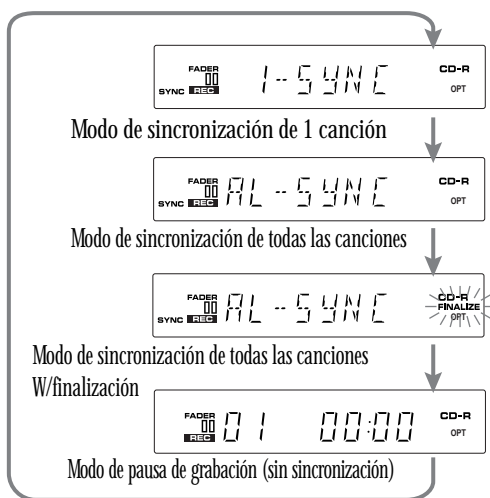 FADER
SYNC REC 1-SYNC CD-R
OPT
Modo de sincronización de 1 canción
FADER
SYNC REC AL-SYNC CD-R
OPT
Modo de sincronización de todas las canciones
FADER
SYNC REC AL-SYNC CD-R
FINALIZE
OPT
Modo de sincronización de todas las canciones
W/finalización
FADER
REC 01 00:00 CD-R
OPT
Modo de pausa de grabación (sin sincronización)